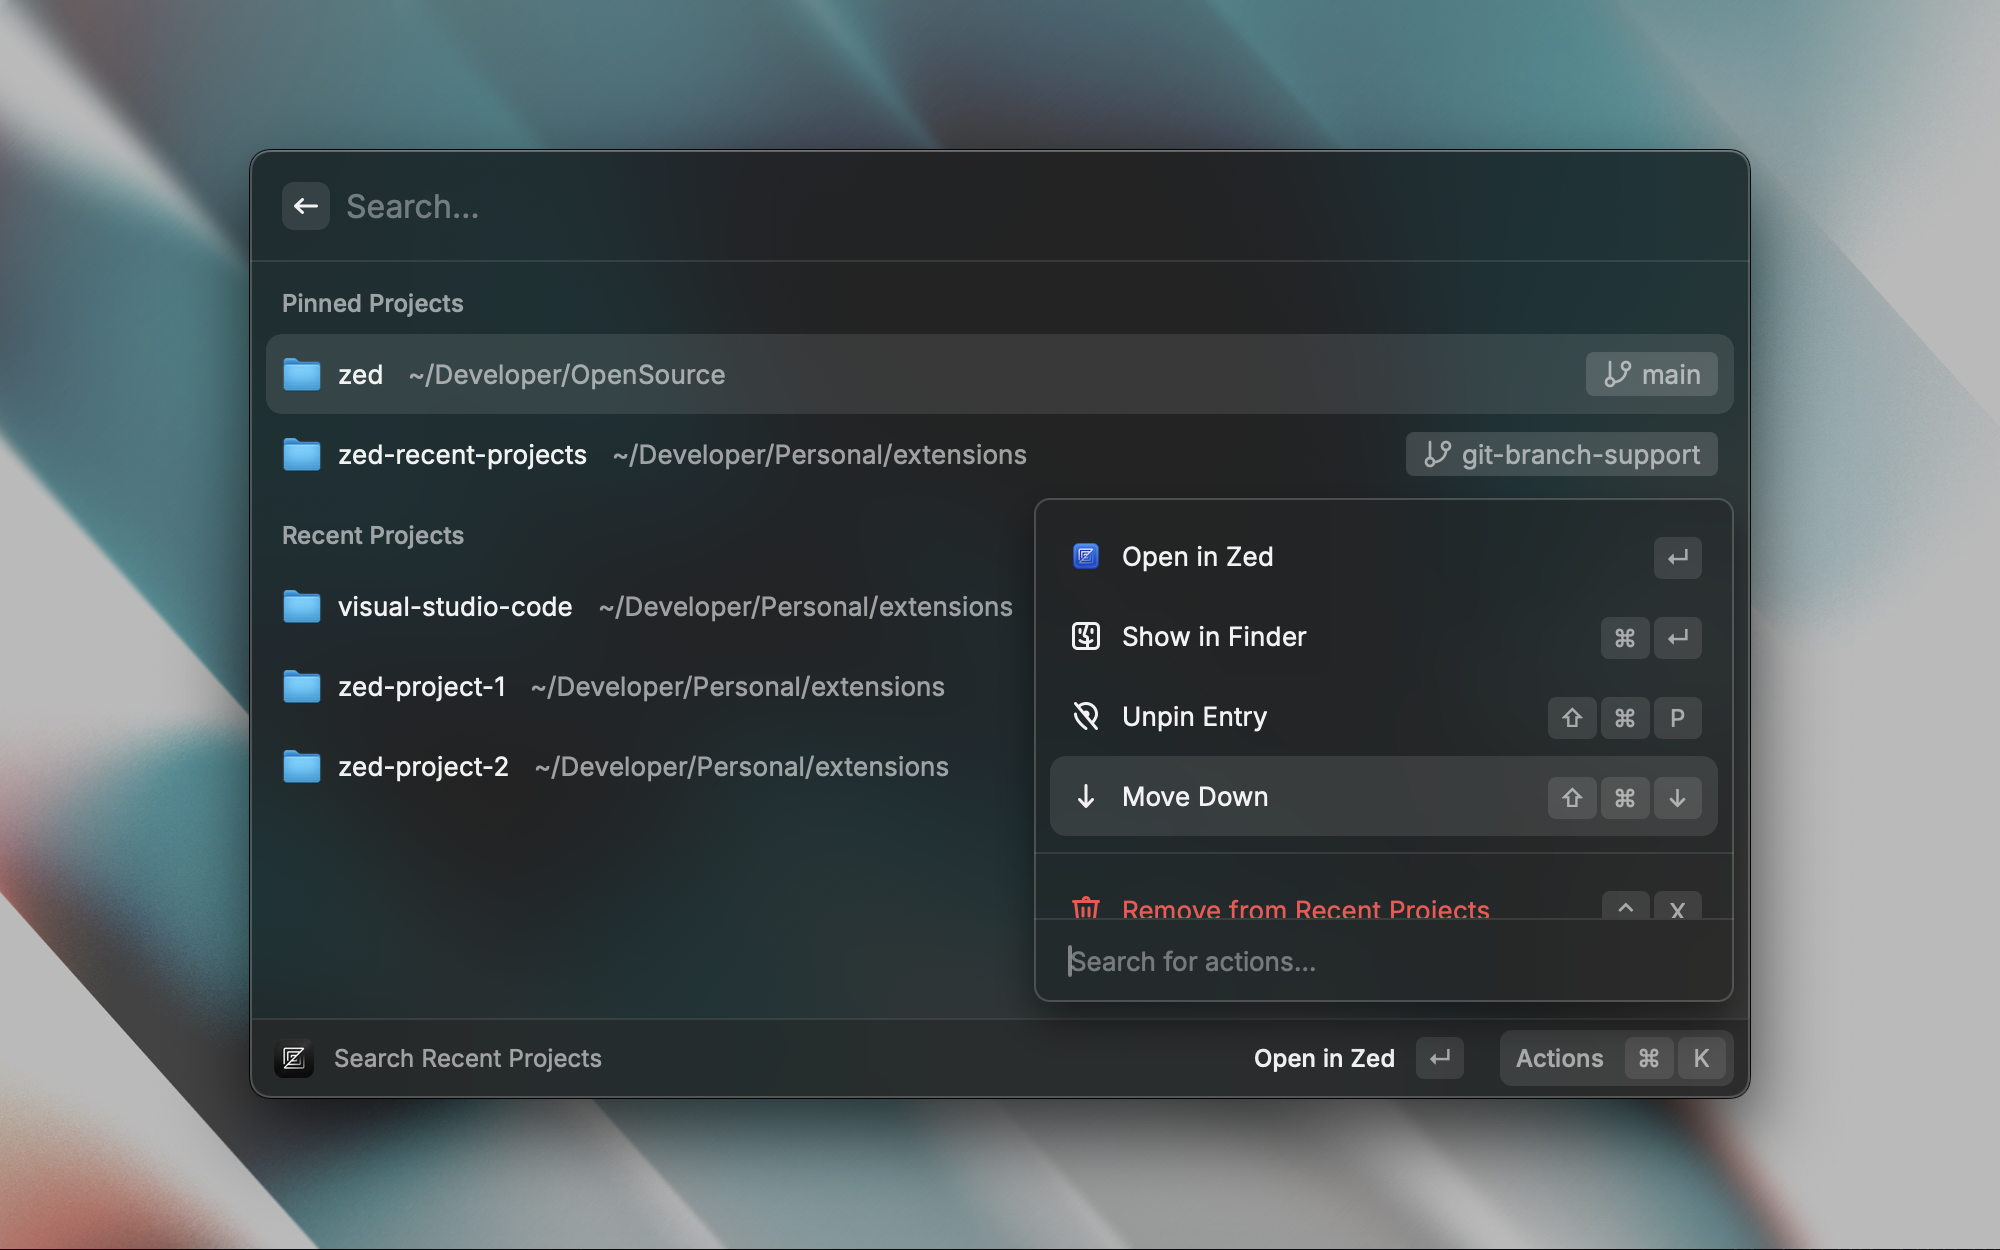 Search...
Pinned Projects
zed ~/Developer/OpenSource main
zed-recent-projects ~/Developer/Personal/extensions git-branch-support
Recent Projects
visual-studio-code ~/Developer/Personal/extensions
zed-project-1 ~/Developer/Personal/extensions
zed-project-2 ~/Developer/Personal/extensions
Open in Zed ↵
Show in Finder ⌘ ↵
Unpin Entry ⇧ ⌘ P
Move Down ⇧ ⌘ ↓
Remove from Recent Projects ^ X
Search for actions...
Search Recent Projects Open in Zed ↵ Actions ⌘ K